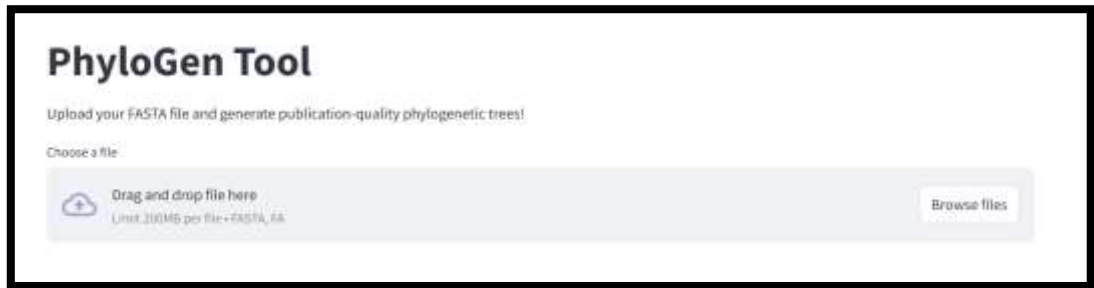 PhyloGen Tool
Upload your FASTA file and generate publication-quality phylogenetic trees!
Choose a file
Drag and drop file here
Limit 200MB per file • FASTA, FA
Browse files